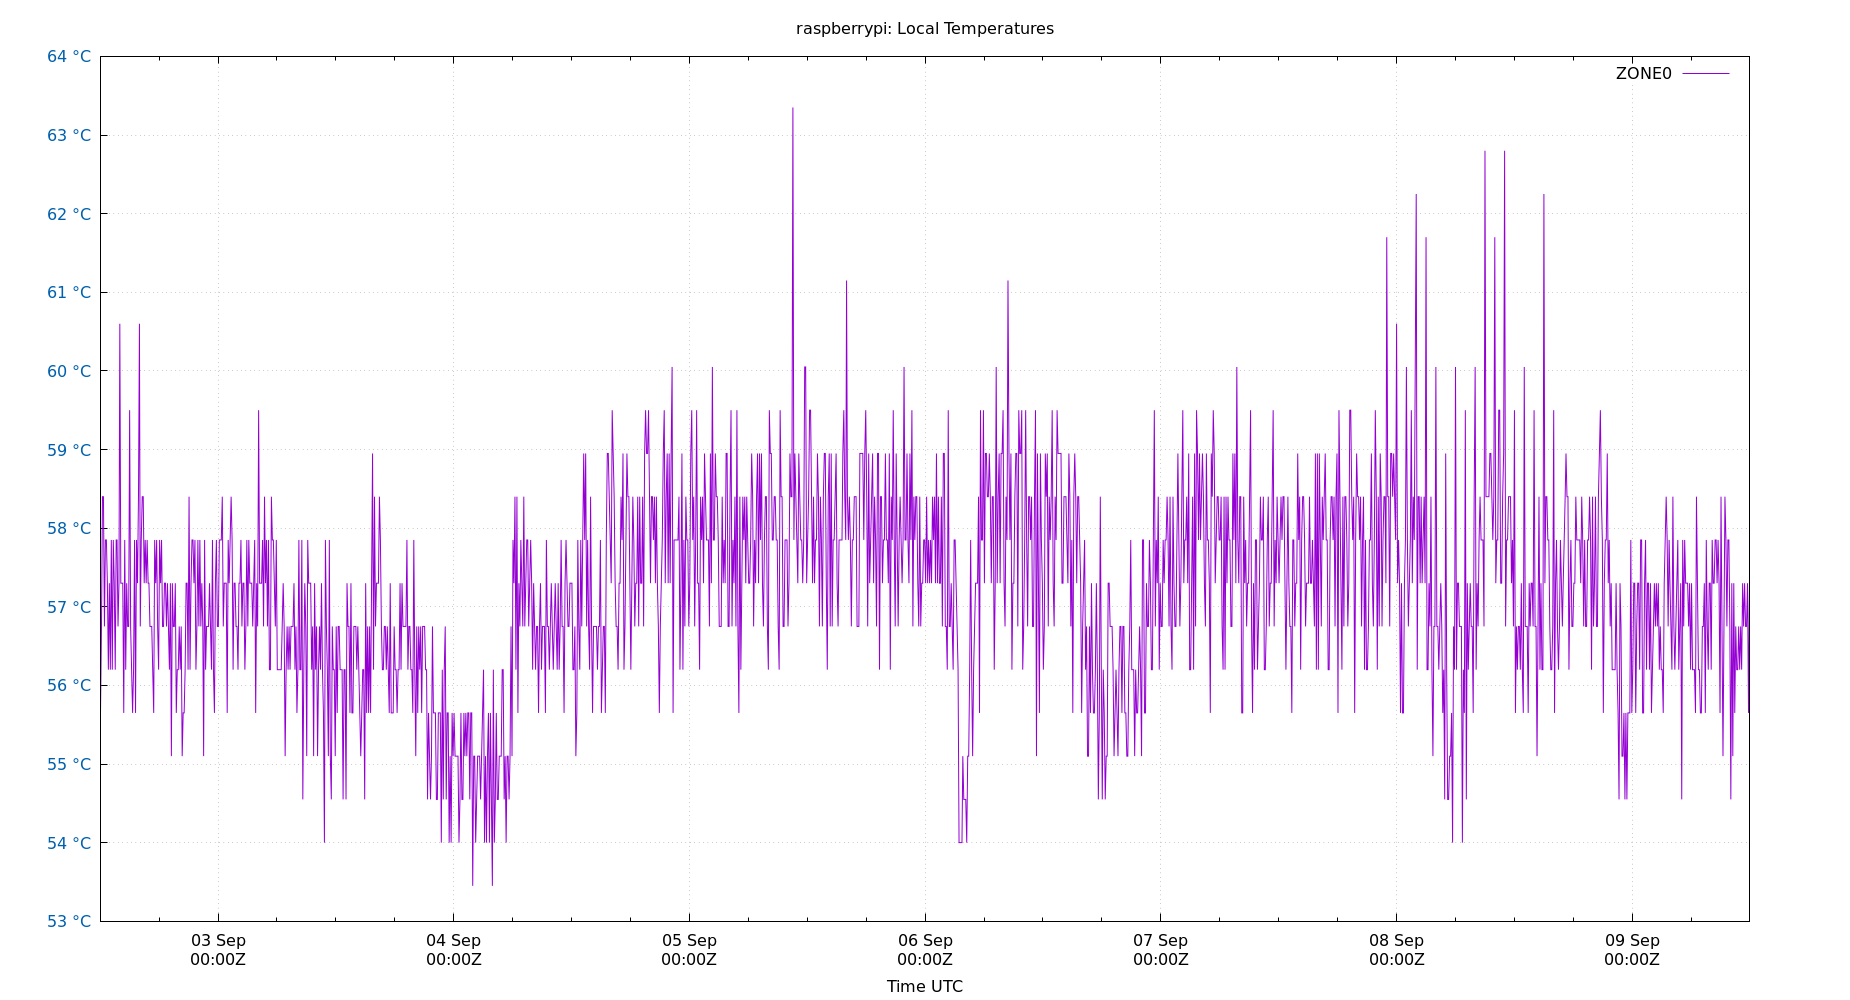 raspberrypi: Local Temperatures
64 °C
ZONE0
63 °C
62 °C
61 °C
60 °C
59 °C
58 °C
57 °C
56 °C
55 °C
54 °C
53 °C
03 Sep 04 Sep 05 Sep 06 Sep 07 Sep 08 Sep 09 Sep
00:00Z 00:00Z 00:00Z 00:00Z 00:00Z 00:00Z 00:00Z
Time UTC